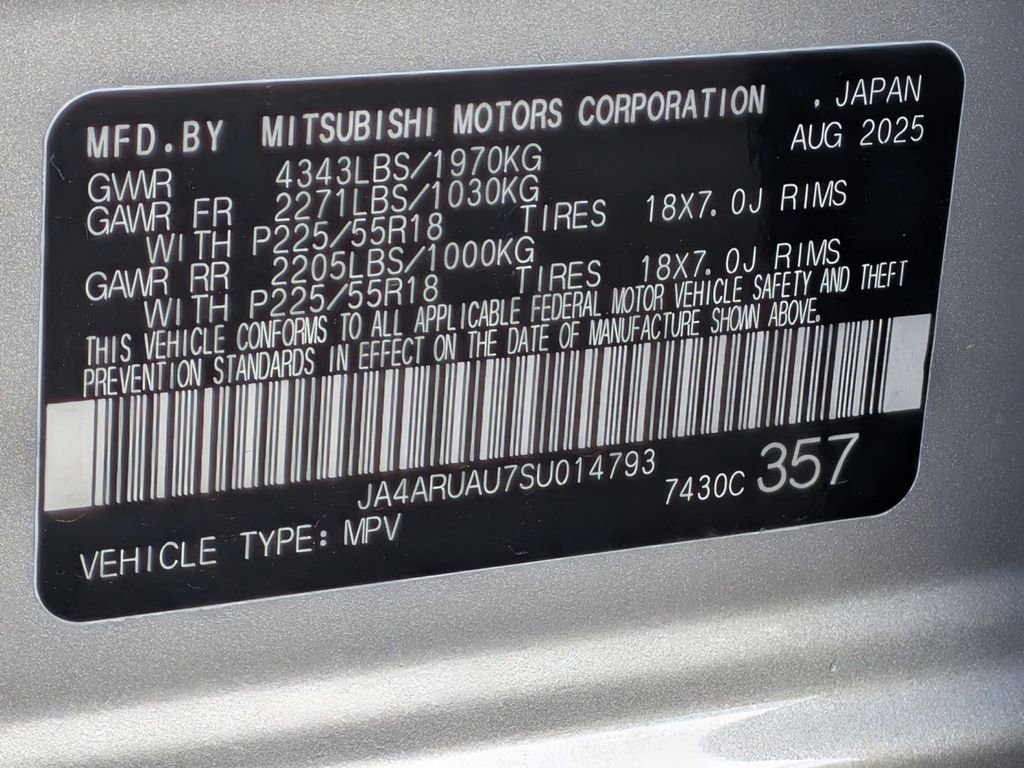 MFD.BY MITSUBISHI MOTORS CORPORATION . JAPAN
AUG 2025
GVWR 4343LBS/1970KG
GAWR FR 2271LBS/1030KG
WITH P225/55R18 TIRES 18X7.0J RIMS
GAWR RR 2205LBS/1000KG
WITH P225/55R18 TIRES 18X7.0J RIMS
THIS VEHICLE CONFORMS TO ALL APPLICABLE FEDERAL MOTOR VEHICLE SAFETY AND THEFT
PREVENTION STANDARDS IN EFFECT ON THE DATE OF MANUFACTURE SHOWN ABOVE.
JA4ARUAU7SU014793 7430C 357
VEHICLE TYPE: MPV